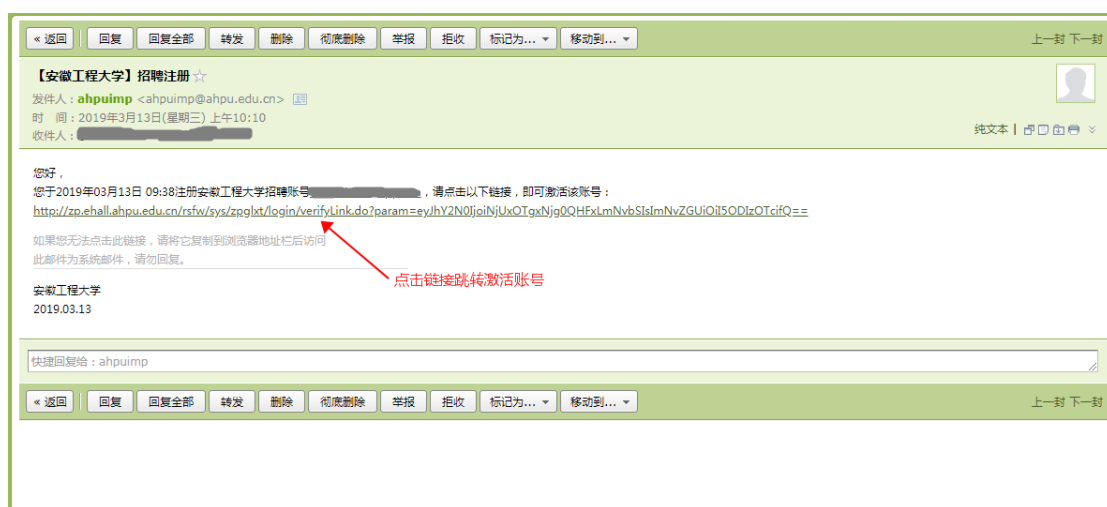 « 返回 回复 回复全部 转发 删除 彻底删除 举报 拒收 标记为... 移动到... 上一封 下一封
【安徽工程大学】招聘注册
发件人：ahpuimp <ahpuimp@ahpu.edu.cn>
时 间：2019年3月13日(星期三) 上午10:10
收件人：
纯文本 |
您好，
您于2019年03月13日 09:38注册安徽工程大学招聘账号 ，请点击以下链接，即可激活该账号：
http://zp.ehall.ahpu.edu.cn/rsfw/sys/zpglxt/login/verifyLink.do?param=eyJhY2N0IjoiNjUxOTgxNjg0QHFxLmNvbSIsImNvZGUiOiI5ODIzOTcifQ==
如果您无法点击此链接，请将它复制到浏览器地址栏后访问
此邮件为系统邮件，请勿回复。
点击链接跳转激活账号
安徽工程大学
2019.03.13
快捷回复给：ahpuimp
« 返回 回复 回复全部 转发 删除 彻底删除 举报 拒收 标记为... 移动到... 上一封 下一封